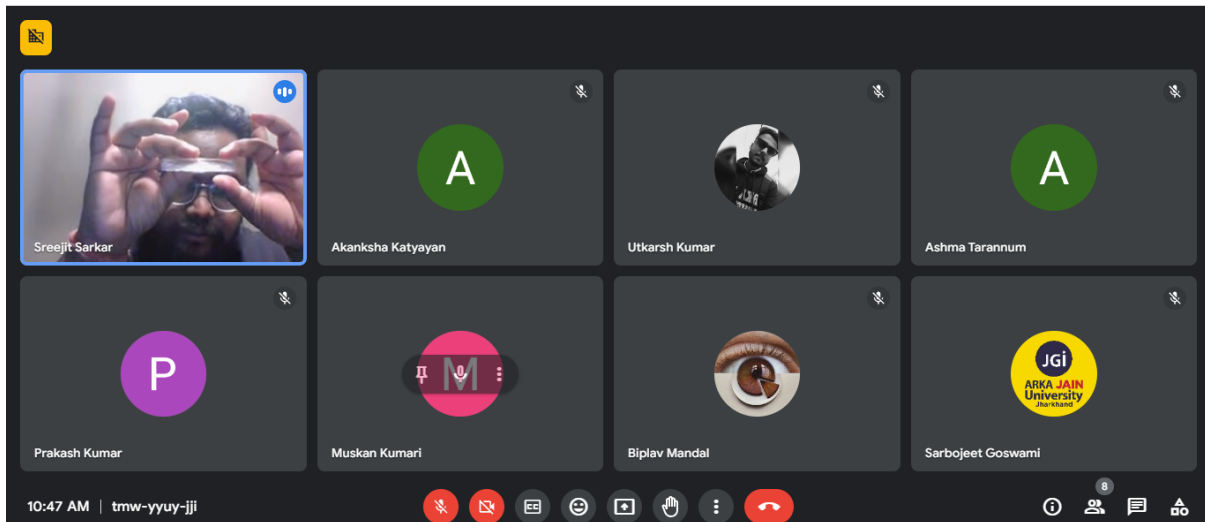 Sreejit Sarkar
A
Akanksha Katyayan
Utkarsh Kumar
A
Ashma Tarannum
P
Prakash Kumar
M
Muskan Kumari
Biplav Mandal
JGi
ARKA JAIN
University
Jharkhand
Sarbojeet Goswami
10:47 AM | tmw-yyuy-jji
CC
8